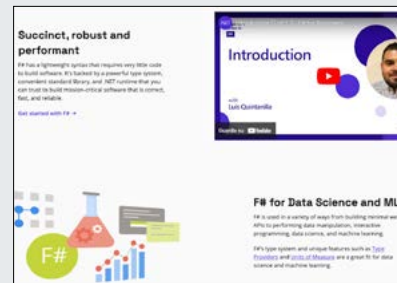 Succinct, robust and
performant
F# has a lightweight syntax that requires very little code
to build software. It's backed by a powerful type system,
convenient standard library, and .NET runtime that you
can trust to build mission-critical software that is correct,
fast, and reliable.
Get started with F# →
Introduction
with
Luis Quintanilla
YouTube
F#
F# for Data Science and ML
F# is used in a variety of ways from building minimal we
APIs to performing data manipulation, interactive
programming, data science, and machine learning.
F#'s type system and unique features such as Type
Providers and Units of Measure are a great fit for data
science and machine learning.